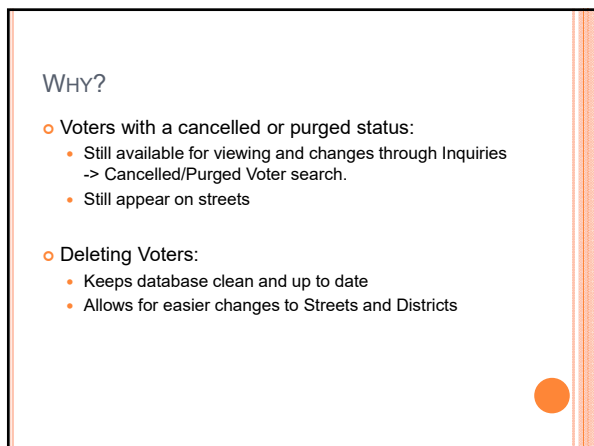 WHY?
Voters with a cancelled or purged status:
Still available for viewing and changes through Inquiries
-> Cancelled/Purged Voter search.
Still appear on streets
Deleting Voters:
Keeps database clean and up to date
Allows for easier changes to Streets and Districts